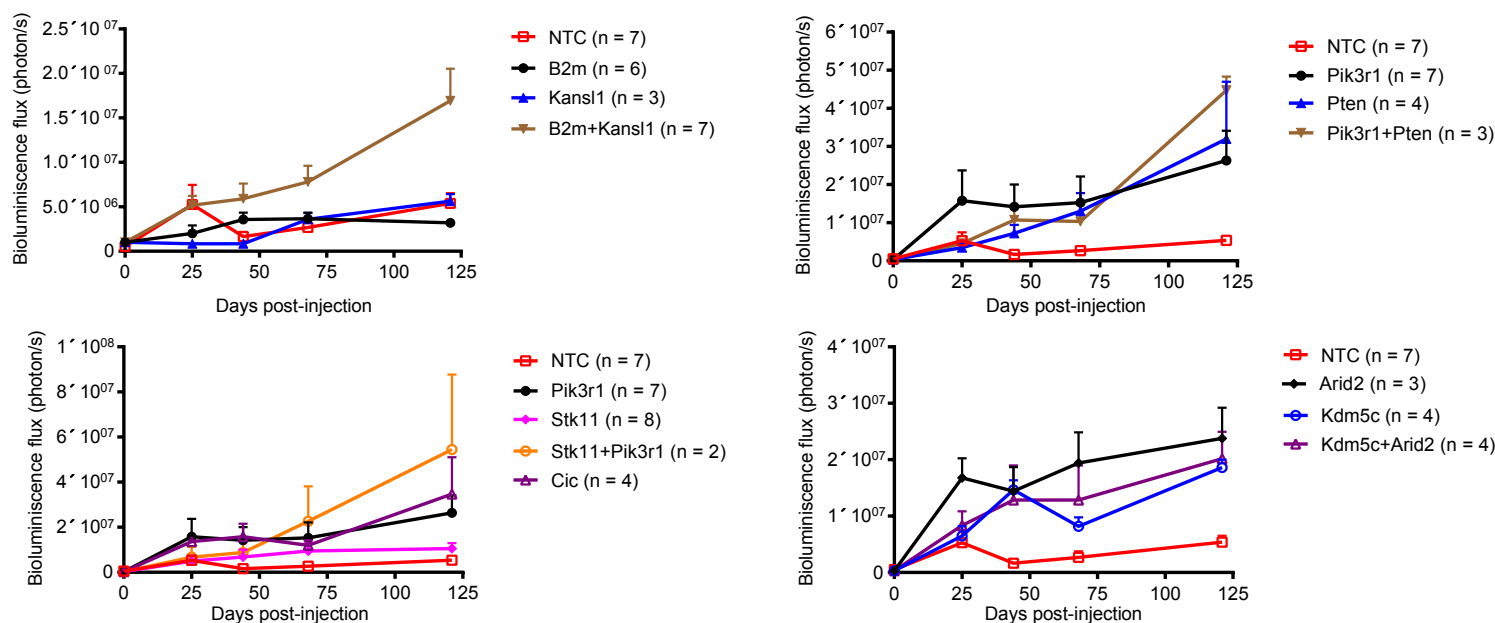 Bioluminiscence flux (photon/s)
2.5´10 07
2.0´10 07
1.5´10 07
1.0´10 07
5.0´10 06
0
0 25 50 75 100 125
Days post-injection
NTC (n = 7)
B2m (n = 6)
Kansl1 (n = 3)
B2m+Kansl1 (n = 7)
Bioluminiscence flux (photon/s)
6´10 07
5´10 07
4´10 07
3´10 07
2´10 07
1´10 07
0
0 25 50 75 100 125
Days post-injection
NTC (n = 7)
Pik3r1 (n = 7)
Pten (n = 4)
Pik3r1+Pten (n = 3)
Bioluminiscence flux (photon/s)
1´10 08
8´10 07
6´10 07
4´10 07
2´10 07
0
0 25 50 75 100 125
Days post-injection
NTC (n = 7)
Pik3r1 (n = 7)
Stk11 (n = 8)
Stk11+Pik3r1 (n = 2)
Cic (n = 4)
Bioluminiscence flux (photon/s)
4´10 07
3´10 07
2´10 07
1´10 07
0
0 25 50 75 100 125
Days post-injection
NTC (n = 7)
Arid2 (n = 3)
Kdm5c (n = 4)
Kdm5c+Arid2 (n = 4)